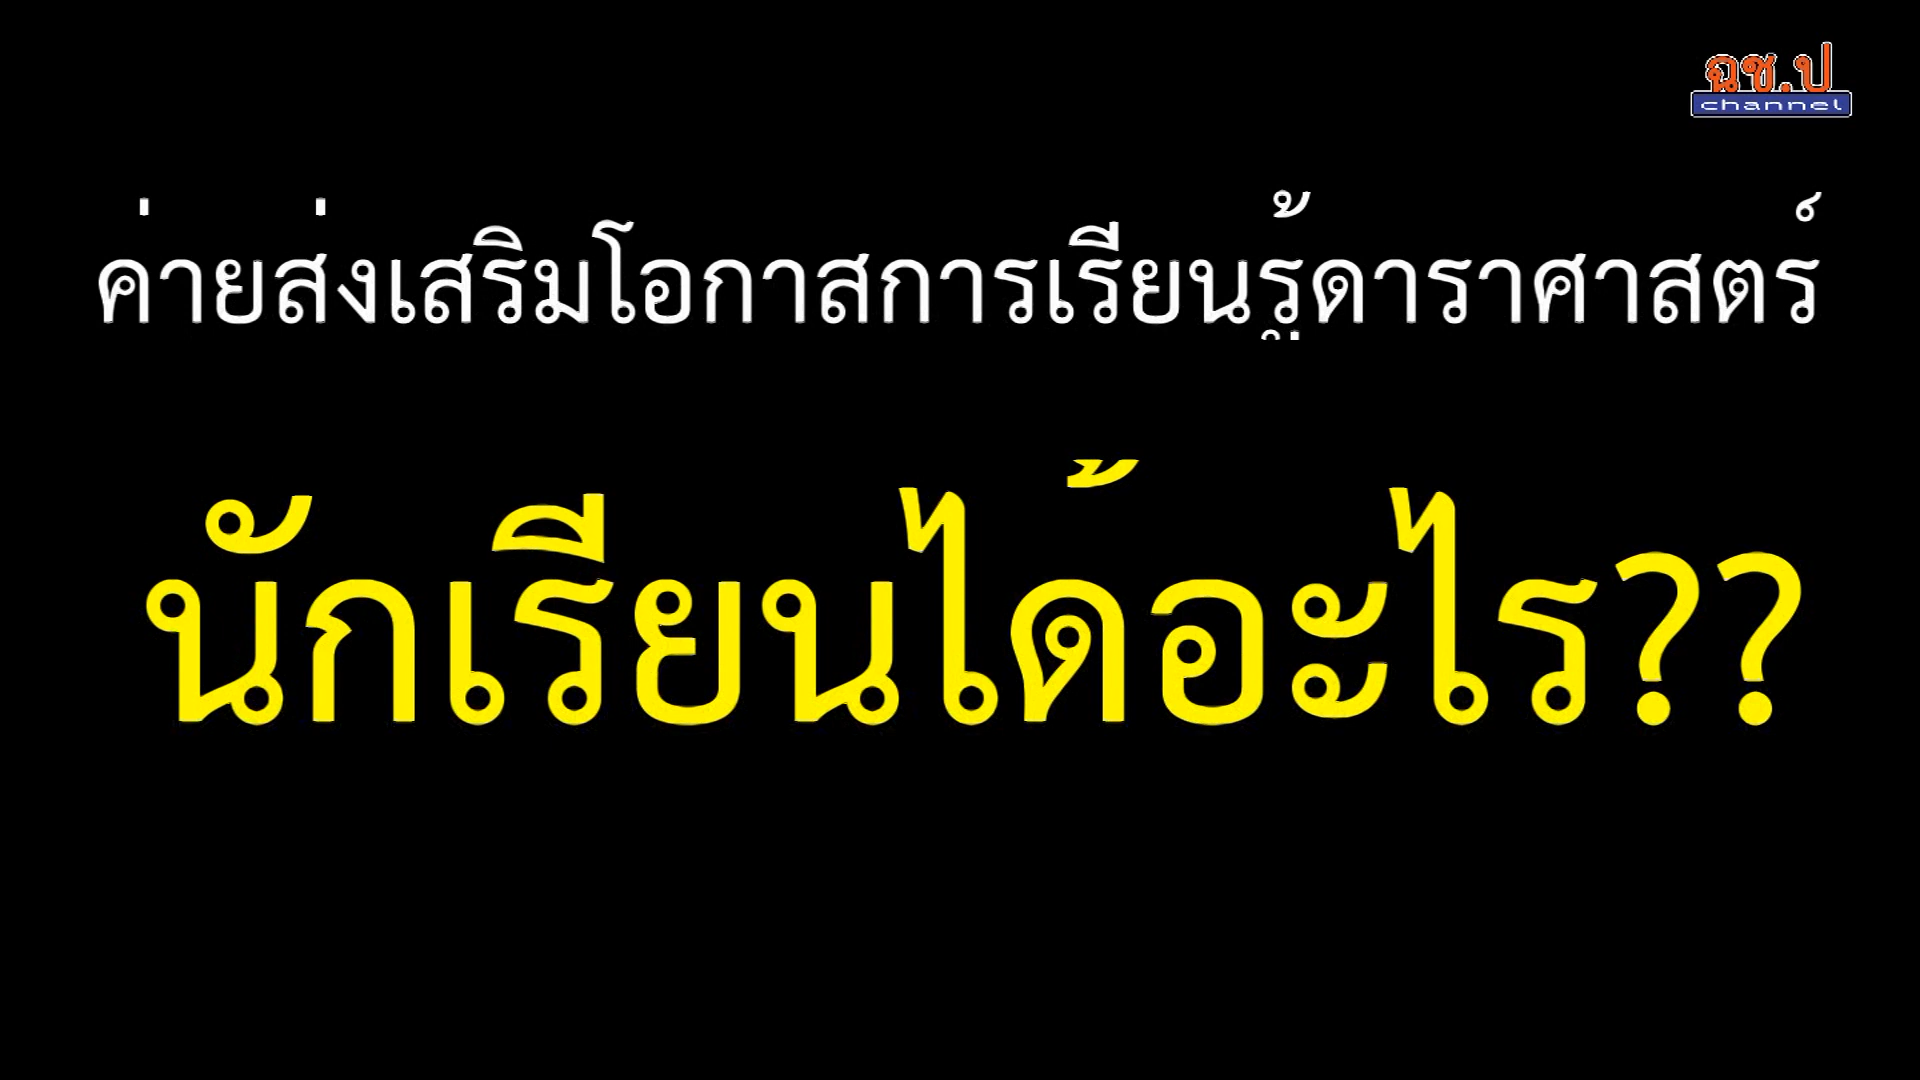 ฉช.ป
channel
ค่ายส่งเสริมโอกาสการเรียนรู้ดาราศาสตร์
นักเรียนได้อะไร??